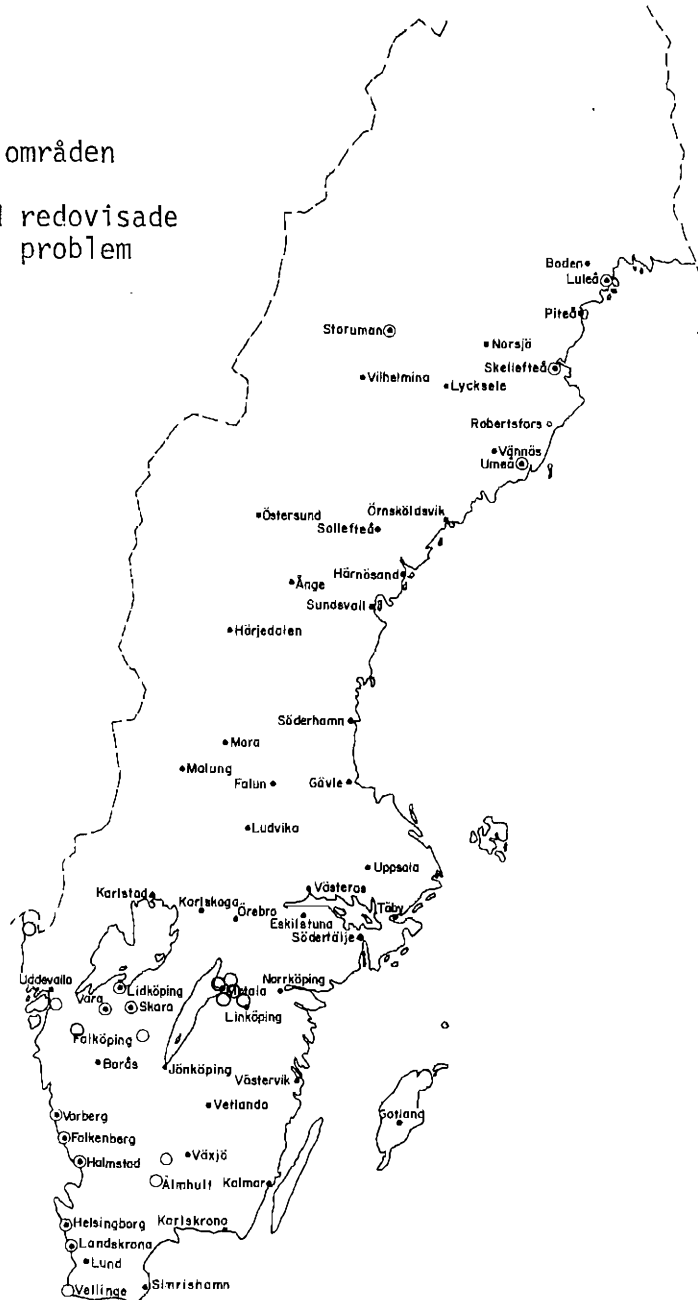 områden
redovisade
problem
Boden
Luleå
Piteå
Storuman
Norsjö
Skellefteå
Vilhelmina
Lycksele
Robertsfors
Vännäs
Umeå
Östersund
Örnsköldsvik
Sollefteå
Härnösand
Ånge
Sundsvall
Härjedalen
Söderhamn
Mora
Malung
Falun
Gävle
Ludvika
Uppsala
Karlstad
Västerås
Karlskoga
Örebro
Täby
Eskilstuna
Södertälje
Uddevalla
Lidköping
Motala
Norrköping
Vara
Skara
Linköping
Falköping
Borås
Jönköping
Västervik
Vetlanda
Gotland
Varberg
Falkenberg
Växjö
Halmstad
Älmhult
Kalmar
Helsingborg
Karlskrona
Landskrona
Lund
Vellinge
Simrishamn